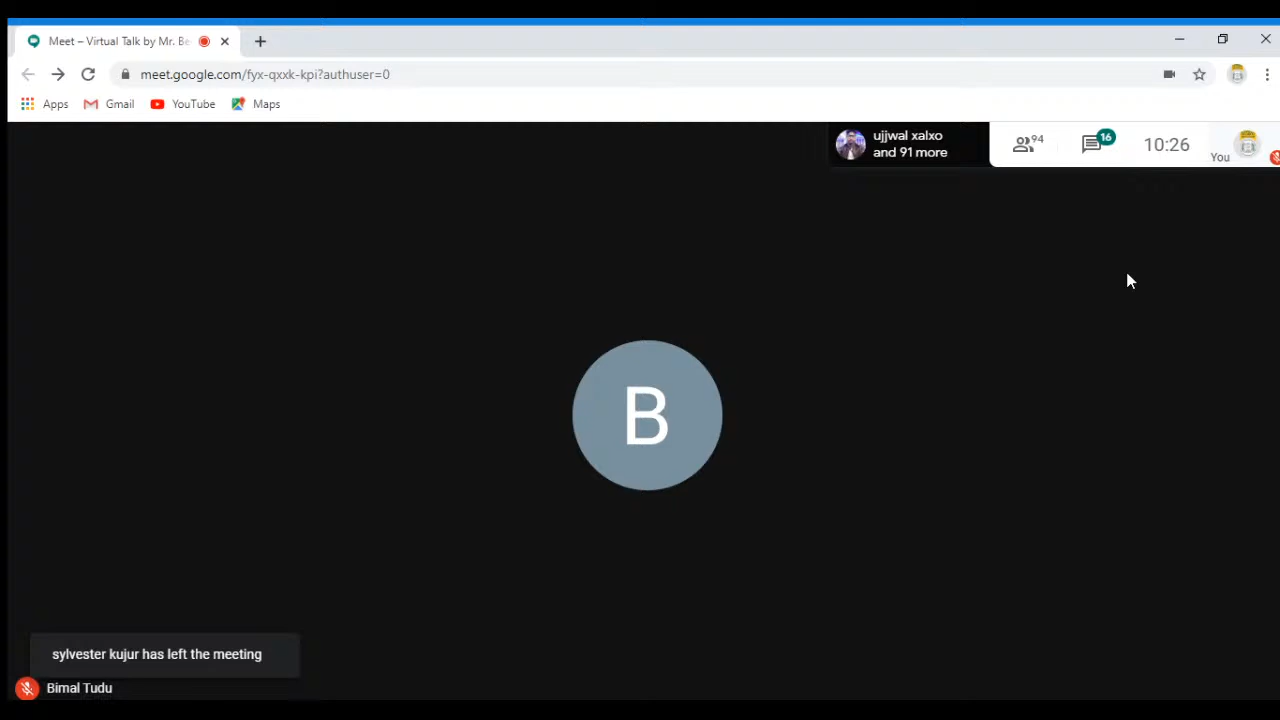 Meet – Virtual Talk by Mr. Be
meet.google.com/fyx-qxxk-kpi?authuser=0
Apps Gmail YouTube Maps
ujjwal xalxo
and 91 more
94
16
10:26
You
B
sylvester kujur has left the meeting
Bimal Tudu